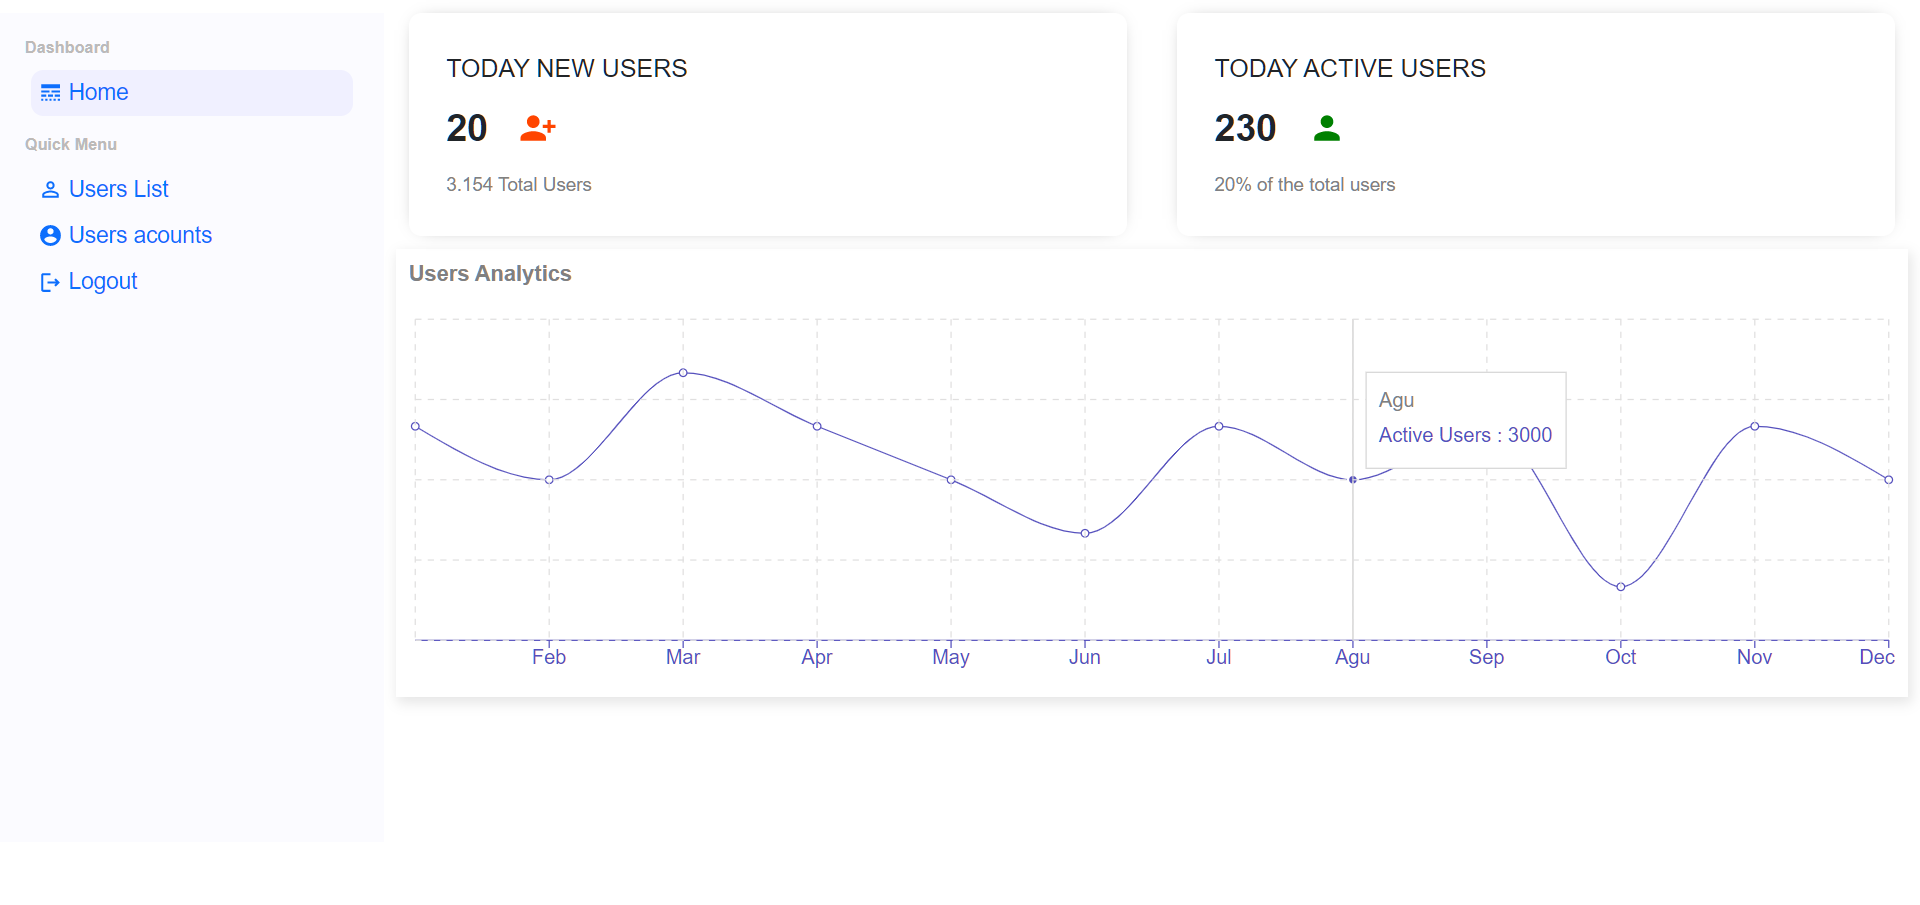 Dashboard
Home
Quick Menu
Users List
Users acounts
Logout
TODAY NEW USERS
20
3.154 Total Users
TODAY ACTIVE USERS
230
20% of the total users
Users Analytics
Agu
Active Users : 3000
Feb Mar Apr May Jun Jul Agu Sep Oct Nov Dec